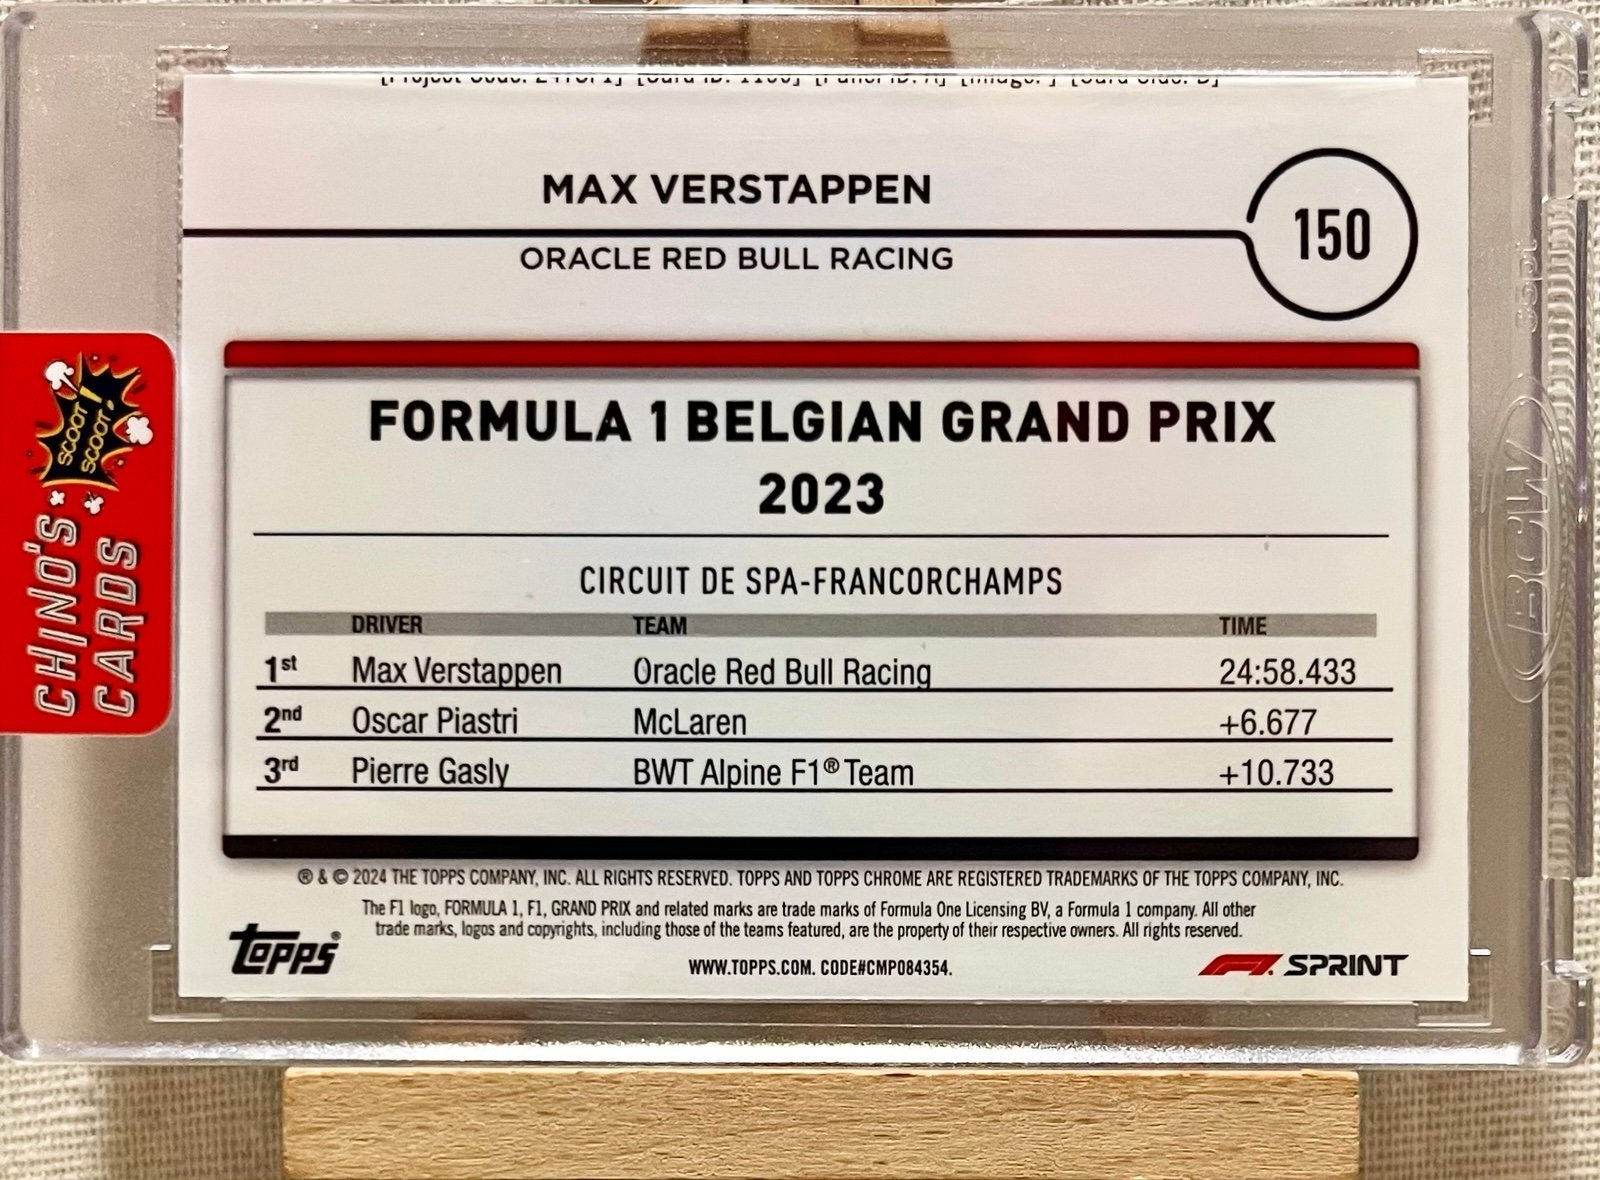 MAX VERSTAPPEN
150
ORACLE RED BULL RACING
FORMULA 1 BELGIAN GRAND PRIX
2023
CIRCUIT DE SPA-FRANCORCHAMPS
DRIVER TEAM TIME
1st Max Verstappen Oracle Red Bull Racing 24:58.433
2nd Oscar Piastri McLaren +6.677
3rd Pierre Gasly BWT Alpine F1® Team +10.733
® & © 2024 THE TOPPS COMPANY, INC. ALL RIGHTS RESERVED. TOPPS AND TOPPS CHROME ARE REGISTERED TRADEMARKS OF THE TOPPS COMPANY, INC.
The F1 logo, FORMULA 1, F1, GRAND PRIX and related marks are trade marks of Formula One Licensing BV, a Formula 1 company. All other
trade marks, logos and copyrights, including those of the teams featured, are the property of their respective owners. All rights reserved.
topps®
WWW.TOPPS.COM. CODE#CMP084354.
F1 SPRINT
SCOOT!
SCOOT!
CHINO'S
CARDS
BCW